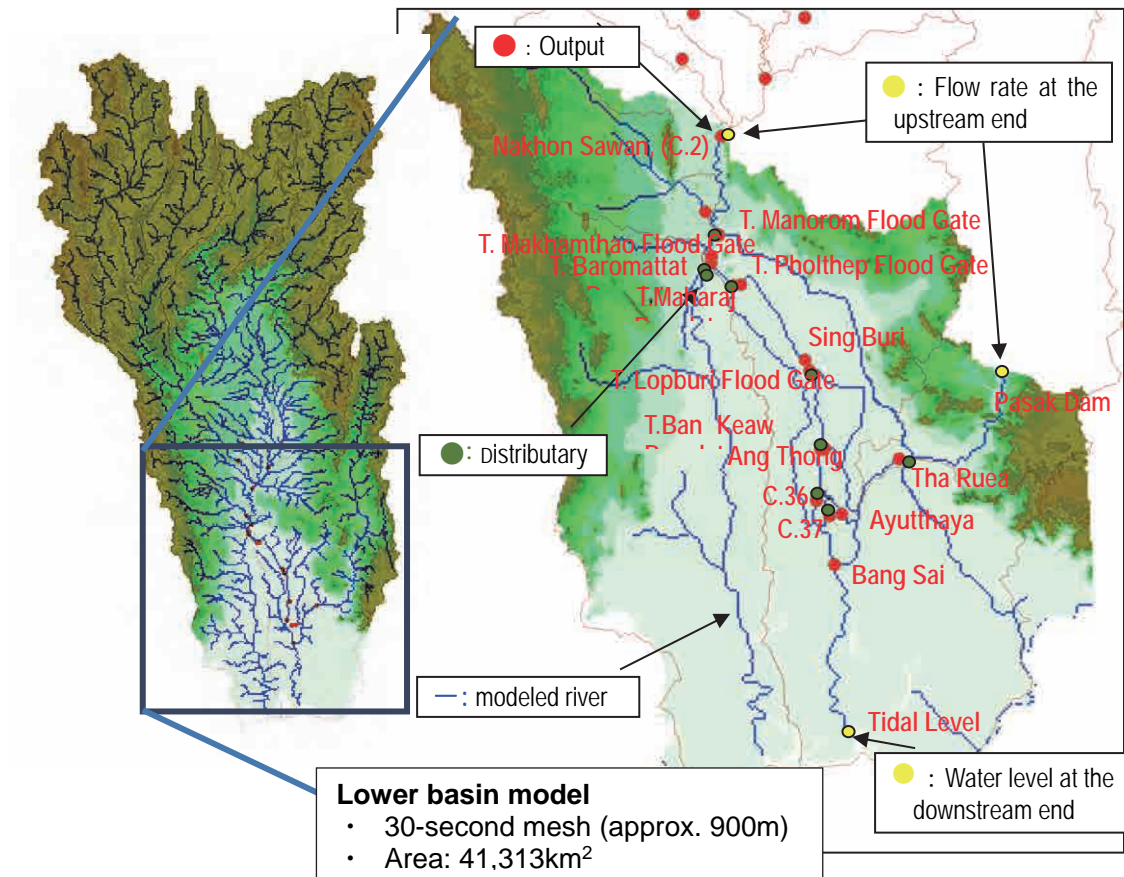 : Output
: Flow rate at the
upstream end
Nakhon Sawan, (C.2)
T. Manorom Flood Gate
T. Makhamthao Flood Gate
T. Baromattat
T. Pholthep Flood Gate
T.Maharaj
Sing Buri
T. Lopburi Flood Gate
Pasak Dam
T.Ban Keaw
: Distributary
Ang Thong
Tha Ruea
C.36
Ayutthaya
C.37
Bang Sai
: modeled river
Tidal Level
: Water level at the
downstream end
Lower basin model
· 30-second mesh (approx. 900m)
· Area: 41,313km²